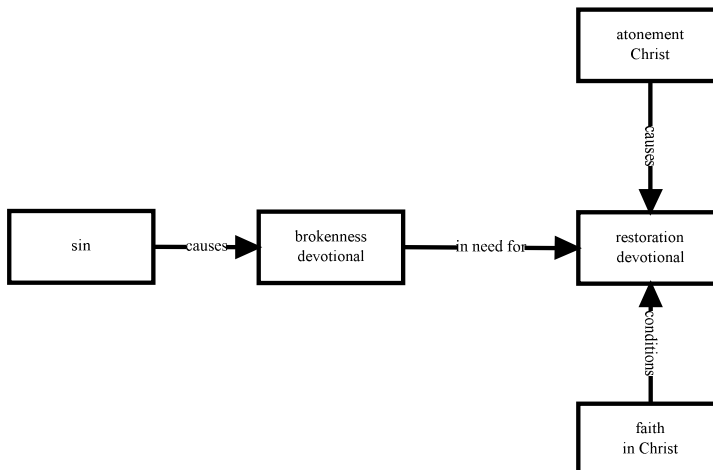 atonement
Christ
causes
sin
causes
brokenness
devotional
in need for
restoration
devotional
conditions
faith
in Christ